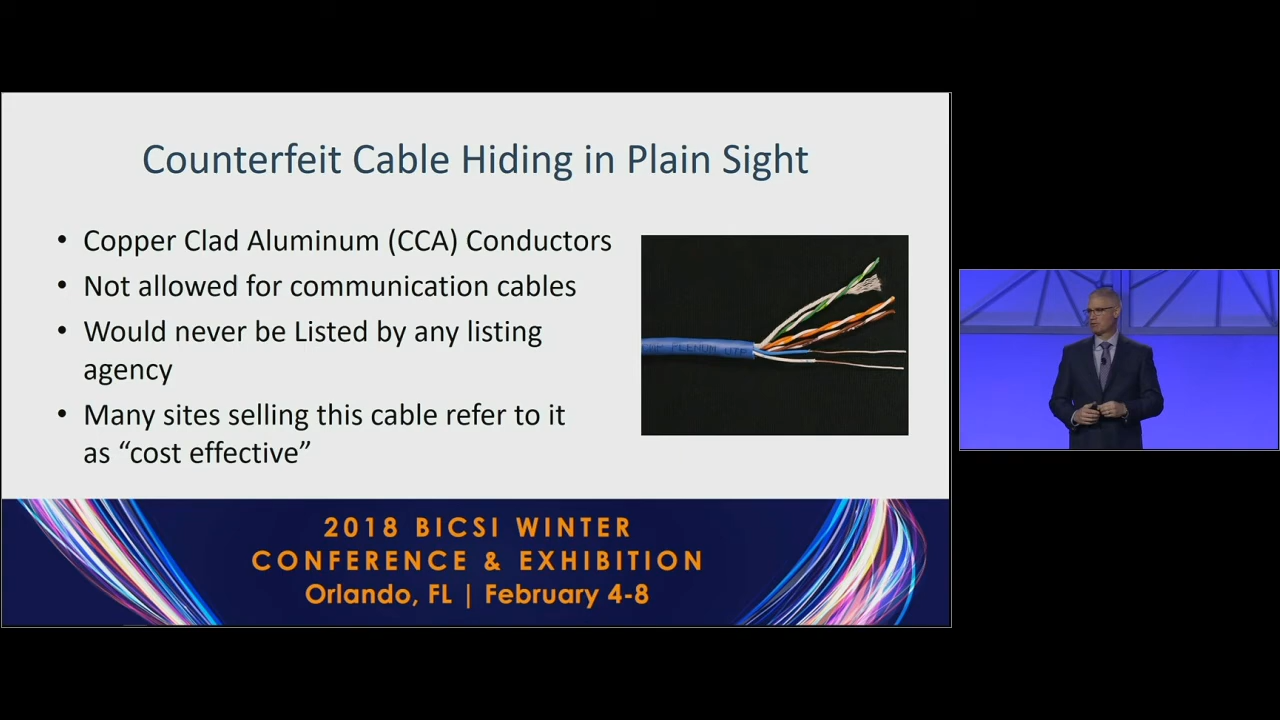 Counterfeit Cable Hiding in Plain Sight
• Copper Clad Aluminum (CCA) Conductors
• Not allowed for communication cables
• Would never be Listed by any listing
agency
• Many sites selling this cable refer to it
as “cost effective”
PLENUM UTP
2018 BICSI WINTER
CONFERENCE & EXHIBITION
Orlando, FL | February 4-8